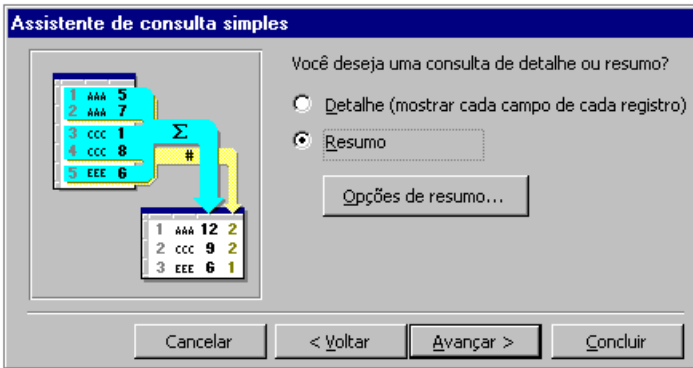 Assistente de consulta simples
Você deseja uma consulta de detalhe ou resumo?
Detalhe (mostrar cada campo de cada registro)
Resumo
Opções de resumo...
1 AAA 5
2 AAA 7
3 CCC 1
4 CCC 8
5 EEE 6
Σ
#
1 AAA 12 2
2 CCC 9 2
3 EEE 6 1
Cancelar
< Voltar
Avançar >
Concluir